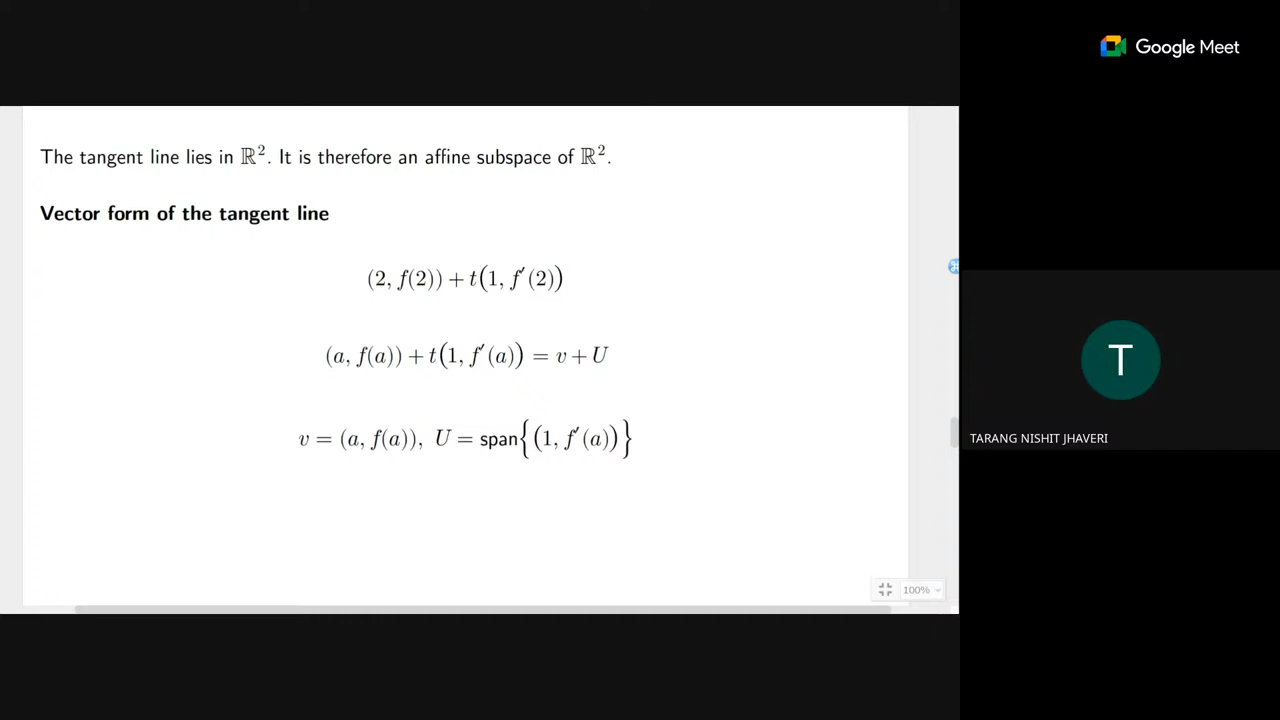 Google Meet
The tangent line lies in ℝ². It is therefore an affine subspace of ℝ².
Vector form of the tangent line
(2, f(2)) + t(1, f′(2))
(a, f(a)) + t(1, f′(a)) = v + U
v = (a, f(a)), U = span{(1, f′(a))}
T
TARANG NISHIT JHAVERI
100%